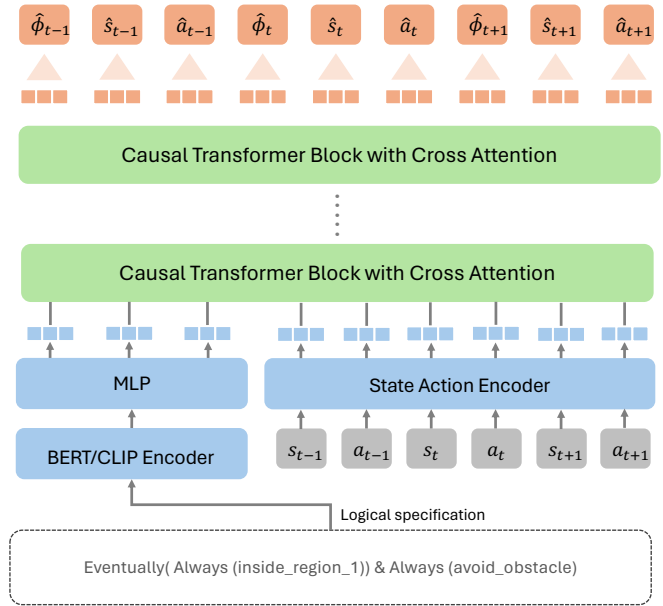 ϕ̂ₜ₋₁ ŝₜ₋₁ âₜ₋₁ ϕ̂ₜ ŝₜ âₜ ϕ̂ₜ₊₁ ŝₜ₊₁ âₜ₊₁
Causal Transformer Block with Cross Attention
Causal Transformer Block with Cross Attention
MLP
State Action Encoder
BERT/CLIP Encoder
sₜ₋₁ aₜ₋₁ sₜ aₜ sₜ₊₁ aₜ₊₁
Logical specification
Eventually( Always (inside_region_1)) & Always (avoid_obstacle)